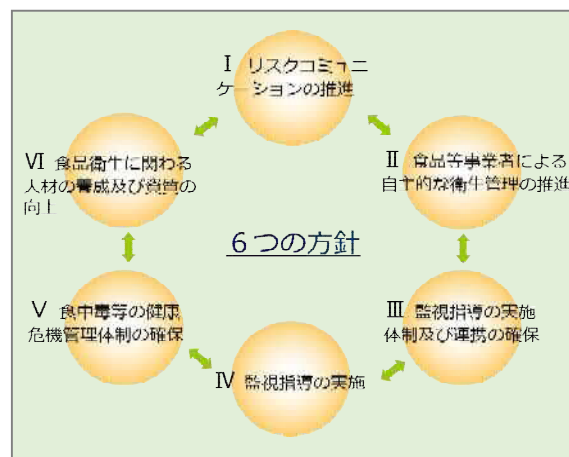 Ⅰ リスクコミュニ
ケーションの推進
Ⅱ 食品等事業者による
自主的な衛生管理の推進
Ⅲ 監視指導の実施
体制及び連携の確保
Ⅳ 監視指導の実施
Ⅴ 食中毒等の健康
危機管理体制の確保
Ⅵ 食品衛生に関わる
人材の養成及び資質の
向上
6つの方針